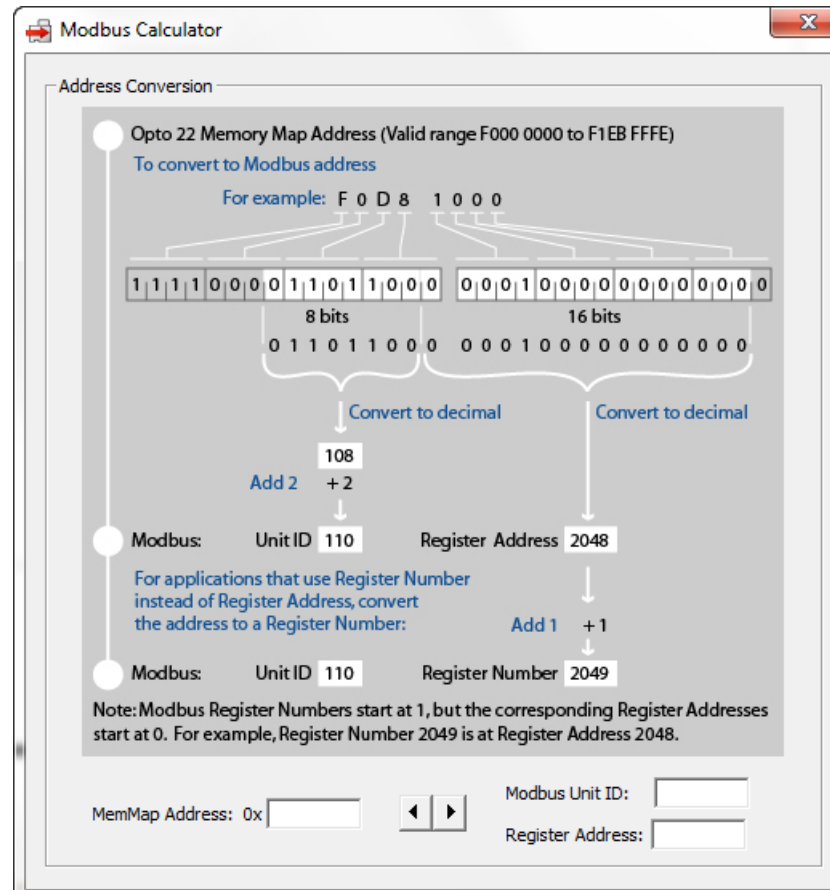 Modbus Calculator
Address Conversion
Opto 22 Memory Map Address (Valid range F000 0000 to F1EB FFFE)
To convert to Modbus address
For example: F 0 D 8 1 0 0 0
1 1 1 1 0 0 0 0 1 1 0 1 1 0 0 0 0 0 0 1 0 0 0 0 0 0 0 0 0 0 0 0
8 bits 16 bits
0 1 1 0 1 1 0 0 0 0 0 0 1 0 0 0 0 0 0 0 0 0 0 0
Convert to decimal Convert to decimal
108
Add 2 + 2
Modbus: Unit ID 110 Register Address 2048
For applications that use Register Number
instead of Register Address, convert
the address to a Register Number:
Add 1 + 1
Modbus: Unit ID 110 Register Number 2049
Note: Modbus Register Numbers start at 1, but the corresponding Register Addresses
start at 0. For example, Register Number 2049 is at Register Address 2048.
MemMap Address: 0x
Modbus Unit ID:
Register Address: